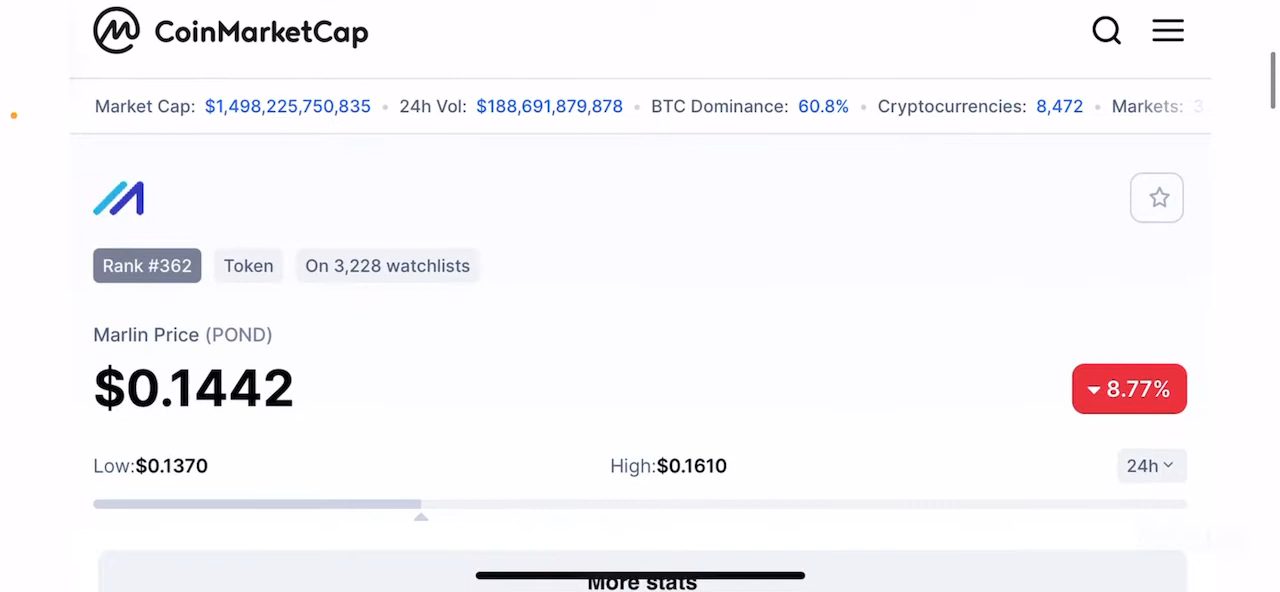 CoinMarketCap
Market Cap: $1,498,225,750,835 • 24h Vol: $188,691,879,878 • BTC Dominance: 60.8% • Cryptocurrencies: 8,472 • Markets:
Rank #362 Token On 3,228 watchlists
Marlin Price (POND)
$0.1442 8.77%
Low:$0.1370 High:$0.1610 24h
More stats